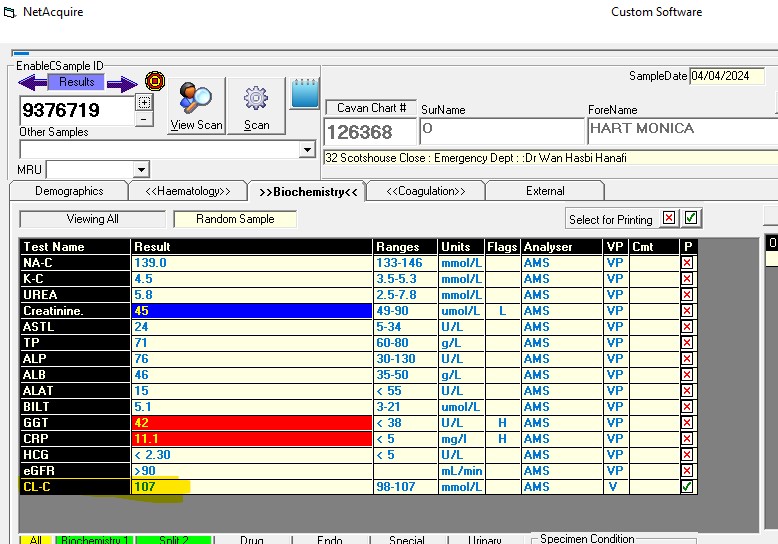 NetAcquire Custom Software
EnableCSample ID
Results
SampleDate 04/04/2024
9376719
+
-
View Scan
Scan
Cavan Chart # SurName ForeName
126368 O HART MONICA
Other Samples
32 Scotshouse Close : Emergency Dept : :Dr Wan Hasbi Hanafi
MRU
Demographics <<Haematology>> >>Biochemistry<< <<Coagulation>> External
Viewing All Random Sample Select for Printing
Test Name Result Ranges Units Flags Analyser VP Cmt P
NA-C 139.0 133-146 mmol/L AMS VP
K-C 4.5 3.5-5.3 mmol/L AMS VP
UREA 5.8 2.5-7.8 mmol/L AMS VP
Creatinine. 45 49-90 umol/L L AMS VP
ASTL 24 5-34 U/L AMS VP
TP 71 60-80 g/L AMS VP
ALP 76 30-130 U/L AMS VP
ALB 46 35-50 g/L AMS VP
ALAT 15 < 55 U/L AMS VP
BILT 5.1 3-21 umol/L AMS VP
GGT 42 < 38 U/L H AMS VP
CRP 11.1 < 5 mg/l H AMS VP
HCG < 2.30 < 5 U/L AMS VP
eGFR >90 mL/min AMS VP
CL-C 107 98-107 mmol/L AMS V
All Biochemistry 1 Split 2 Drug Endo Special Urinary Specimen Condition